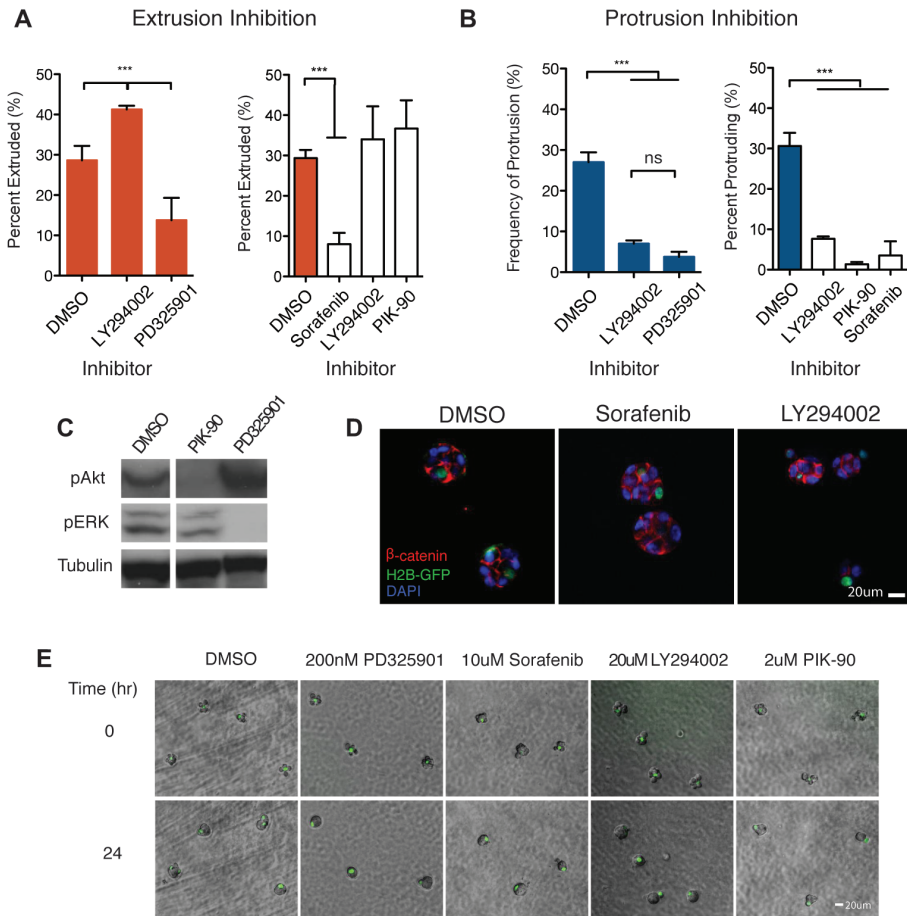 A
Extrusion Inhibition
Percent Extruded (%)
50
40
30
20
10
0
***
DMSO
LY294002
PD325901
Inhibitor
Percent Extruded (%)
50
40
30
20
10
0
***
DMSO
Sorafenib
LY294002
PIK-90
Inhibitor
B
Protrusion Inhibition
Frequency of Protrusion (%)
50
40
30
20
10
0
***
ns
DMSO
LY294002
PD325901
Inhibitor
Percent Protruding (%)
50
40
30
20
10
0
***
DMSO
LY294002
PIK-90
Sorafenib
Inhibitor
C
DMSO
PIK-90
PD325901
pAkt
pERK
Tubulin
D
DMSO
Sorafenib
LY294002
β-catenin
H2B-GFP
DAPI
20um
E
DMSO
200nM PD325901
10uM Sorafenib
20uM LY294002
2uM PIK-90
Time (hr)
0
24
20um